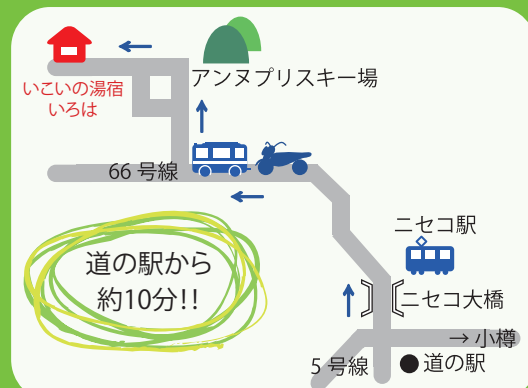 アンヌプリスキー場
いこいの湯宿
いろは
66号線
ニセコ駅
道の駅から
約10分!!
ニセコ大橋
→ 小樽
5号線
●道の駅